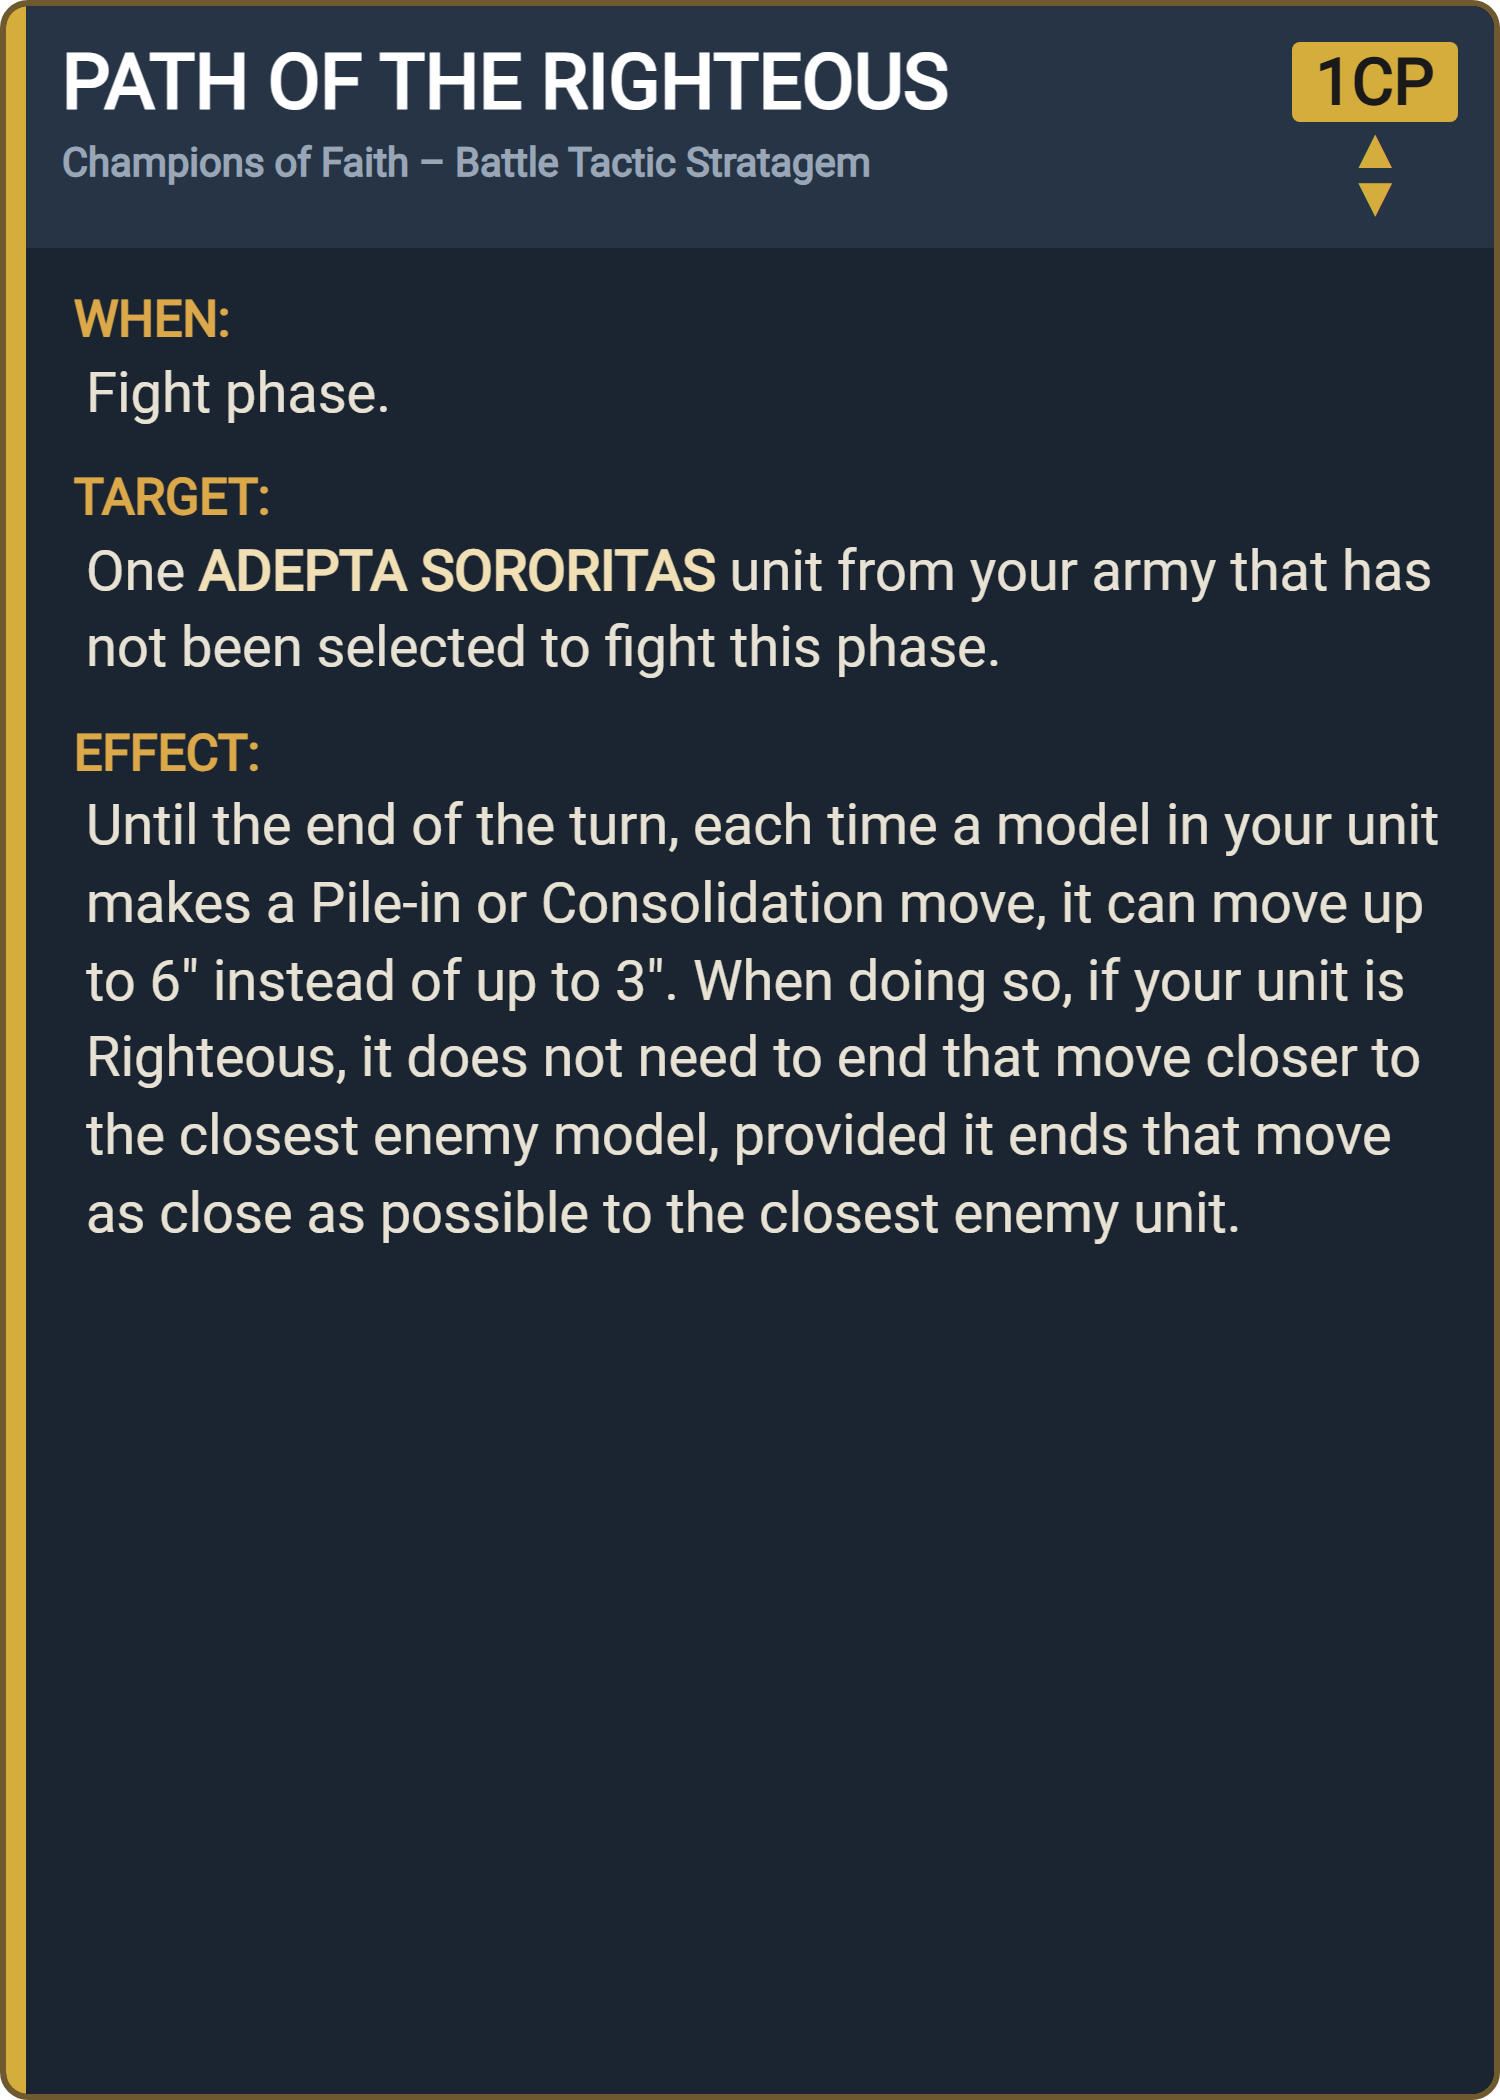 PATH OF THE RIGHTEOUS
1CP
Champions of Faith – Battle Tactic Stratagem
WHEN:
Fight phase.
TARGET:
One ADEPTA SORORITAS unit from your army that has
not been selected to fight this phase.
EFFECT:
Until the end of the turn, each time a model in your unit
makes a Pile-in or Consolidation move, it can move up
to 6" instead of up to 3". When doing so, if your unit is
Righteous, it does not need to end that move closer to
the closest enemy model, provided it ends that move
as close as possible to the closest enemy unit.